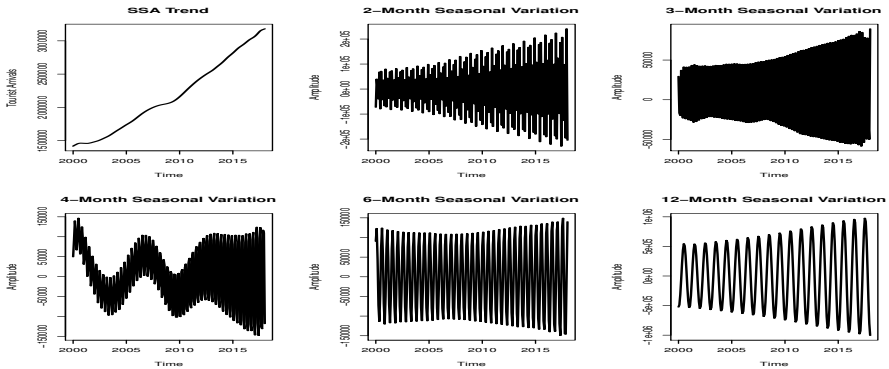 SSA Trend
Tourist Arrivals
1500000 2000000 2500000 3000000
2000 2005 2010 2015
Time
2-Month Seasonal Variation
Amplitude
-2e+05 -1e+05 0e+00 1e+05 2e+05
2000 2005 2010 2015
Time
3-Month Seasonal Variation
Amplitude
-50000 0 50000
2000 2005 2010 2015
Time
4-Month Seasonal Variation
Amplitude
-150000 -50000 0 50000 150000
2000 2005 2010 2015
Time
6-Month Seasonal Variation
Amplitude
-150000 -50000 0 50000 150000
2000 2005 2010 2015
Time
12-Month Seasonal Variation
Amplitude
-1e+06 -5e+05 0e+00 5e+05 1e+06
2000 2005 2010 2015
Time